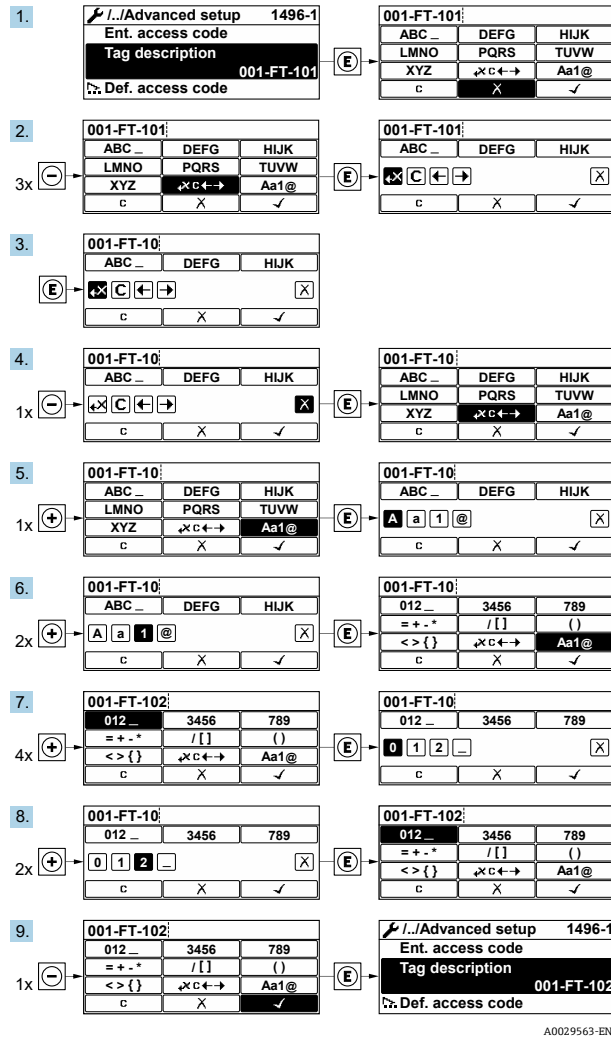 1.
/../Advanced setup 1496-1
Ent. access code
Tag description
001-FT-101
Def. access code
E
001-FT-101
ABC _ DEFG HIJK
LMNO PQRS TUVW
XYZ ↵✕C←→ Aa1@
C ✕ ✓
2.
3x −
001-FT-101
ABC _ DEFG HIJK
LMNO PQRS TUVW
XYZ ↵✕C←→ Aa1@
C ✕ ✓
E
001-FT-101
ABC _ DEFG HIJK
↵✕ C ← → ✕
C ✕ ✓
3.
E
001-FT-10
ABC _ DEFG HIJK
↵✕ C ← → ✕
C ✕ ✓
4.
1x −
001-FT-10
ABC _ DEFG HIJK
↵✕ C ← → ✕
C ✕ ✓
E
001-FT-10
ABC _ DEFG HIJK
LMNO PQRS TUVW
XYZ ↵✕C←→ Aa1@
C ✕ ✓
5.
1x +
001-FT-10
ABC _ DEFG HIJK
LMNO PQRS TUVW
XYZ ↵✕C←→ Aa1@
C ✕ ✓
E
001-FT-10
ABC _ DEFG HIJK
A a 1 @ ✕
C ✕ ✓
6.
2x +
001-FT-10
ABC _ DEFG HIJK
A a 1 @ ✕
C ✕ ✓
E
001-FT-10
012 _ 3456 789
= + - * / [ ] ( )
< > { } ↵✕C←→ Aa1@
C ✕ ✓
7.
4x +
001-FT-102
012 _ 3456 789
= + - * / [ ] ( )
< > { } ↵✕C←→ Aa1@
C ✕ ✓
E
001-FT-10
012 _ 3456 789
0 1 2 _ ✕
C ✕ ✓
8.
2x +
001-FT-10
012 _ 3456 789
0 1 2 _ ✕
C ✕ ✓
E
001-FT-102
012 _ 3456 789
= + - * / [ ] ( )
< > { } ↵✕C←→ Aa1@
C ✕ ✓
9.
1x −
001-FT-102
012 _ 3456 789
= + - * / [ ] ( )
< > { } ↵✕C←→ Aa1@
C ✕ ✓
E
/../Advanced setup 1496-1
Ent. access code
Tag description
001-FT-102
Def. access code
A0029563-EN